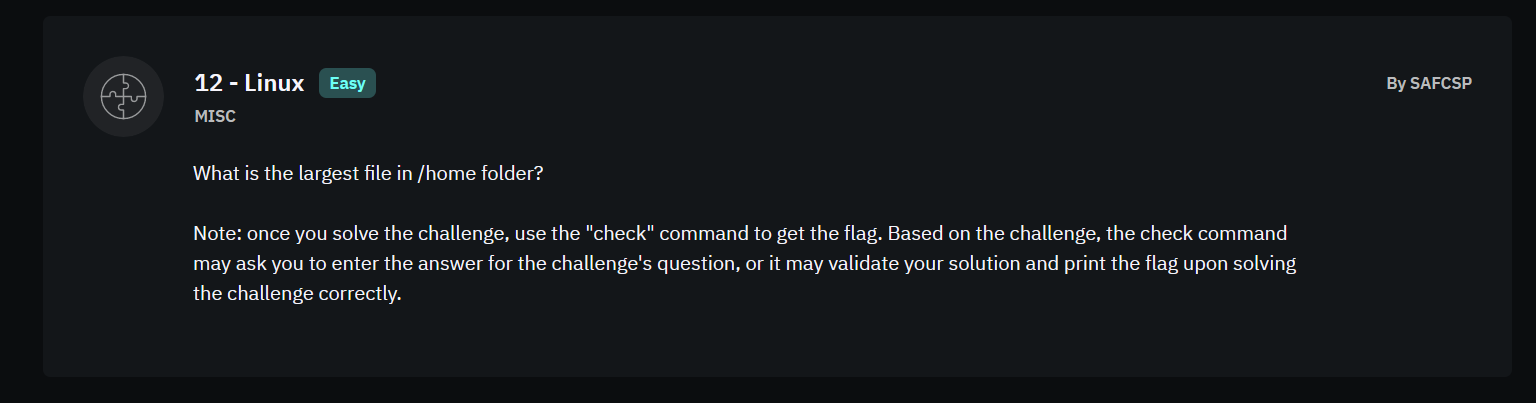 12 - Linux Easy
By SAFCSP
MISC
What is the largest file in /home folder?
Note: once you solve the challenge, use the "check" command to get the flag. Based on the challenge, the check command
may ask you to enter the answer for the challenge's question, or it may validate your solution and print the flag upon solving
the challenge correctly.